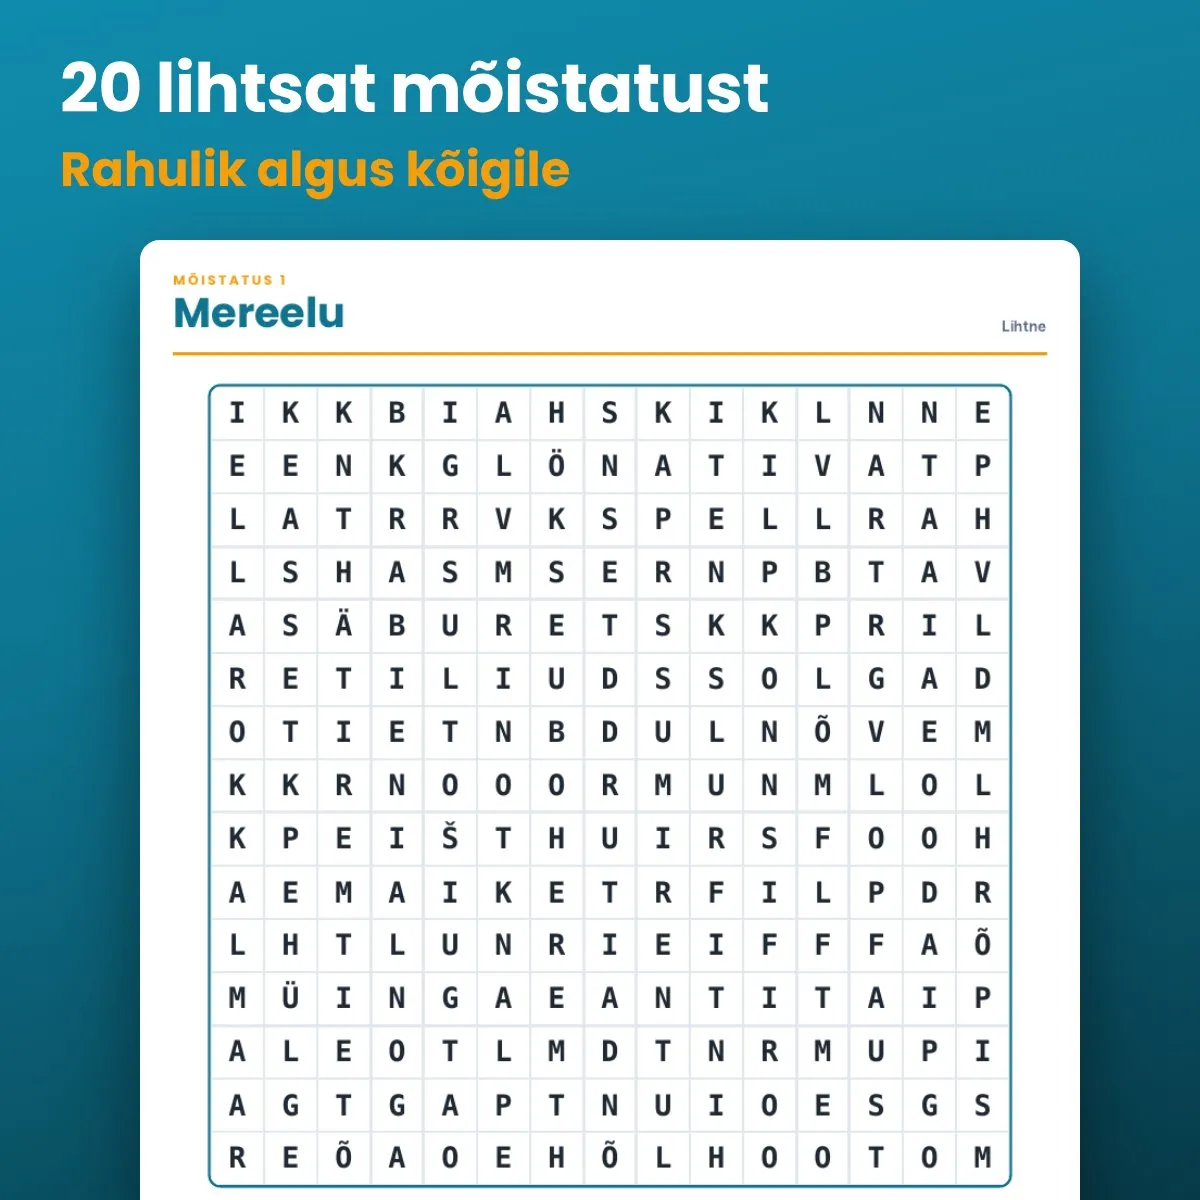 20 lihtsat mõistatust
Rahulik algus kõigile
MÕISTATUS 1
Mereelu
Lihtne
I K K B I A H S K I K L N N E
E E N K G L Ö N A T I V A T P
L A T R R V K S P E L L R A H
L S H A S M S E R N P B T A V
A S Ä B U R E T S K K P R I L
R E T I L I U D S S O L G A D
O T I E T N B D U L N Õ V E M
K K R N O O O R M U N M L O L
K P E I Š T H U I R S F O O H
A E M A I K E T R F I L P D R
L H T L U N R I E I F F F A Õ
M Ü I N G A E A N T I T A I P
A L E O T L M D T N R M U P I
A G T G A P T N U I O E S G S
R E Õ A O E H Õ L H O O T O M